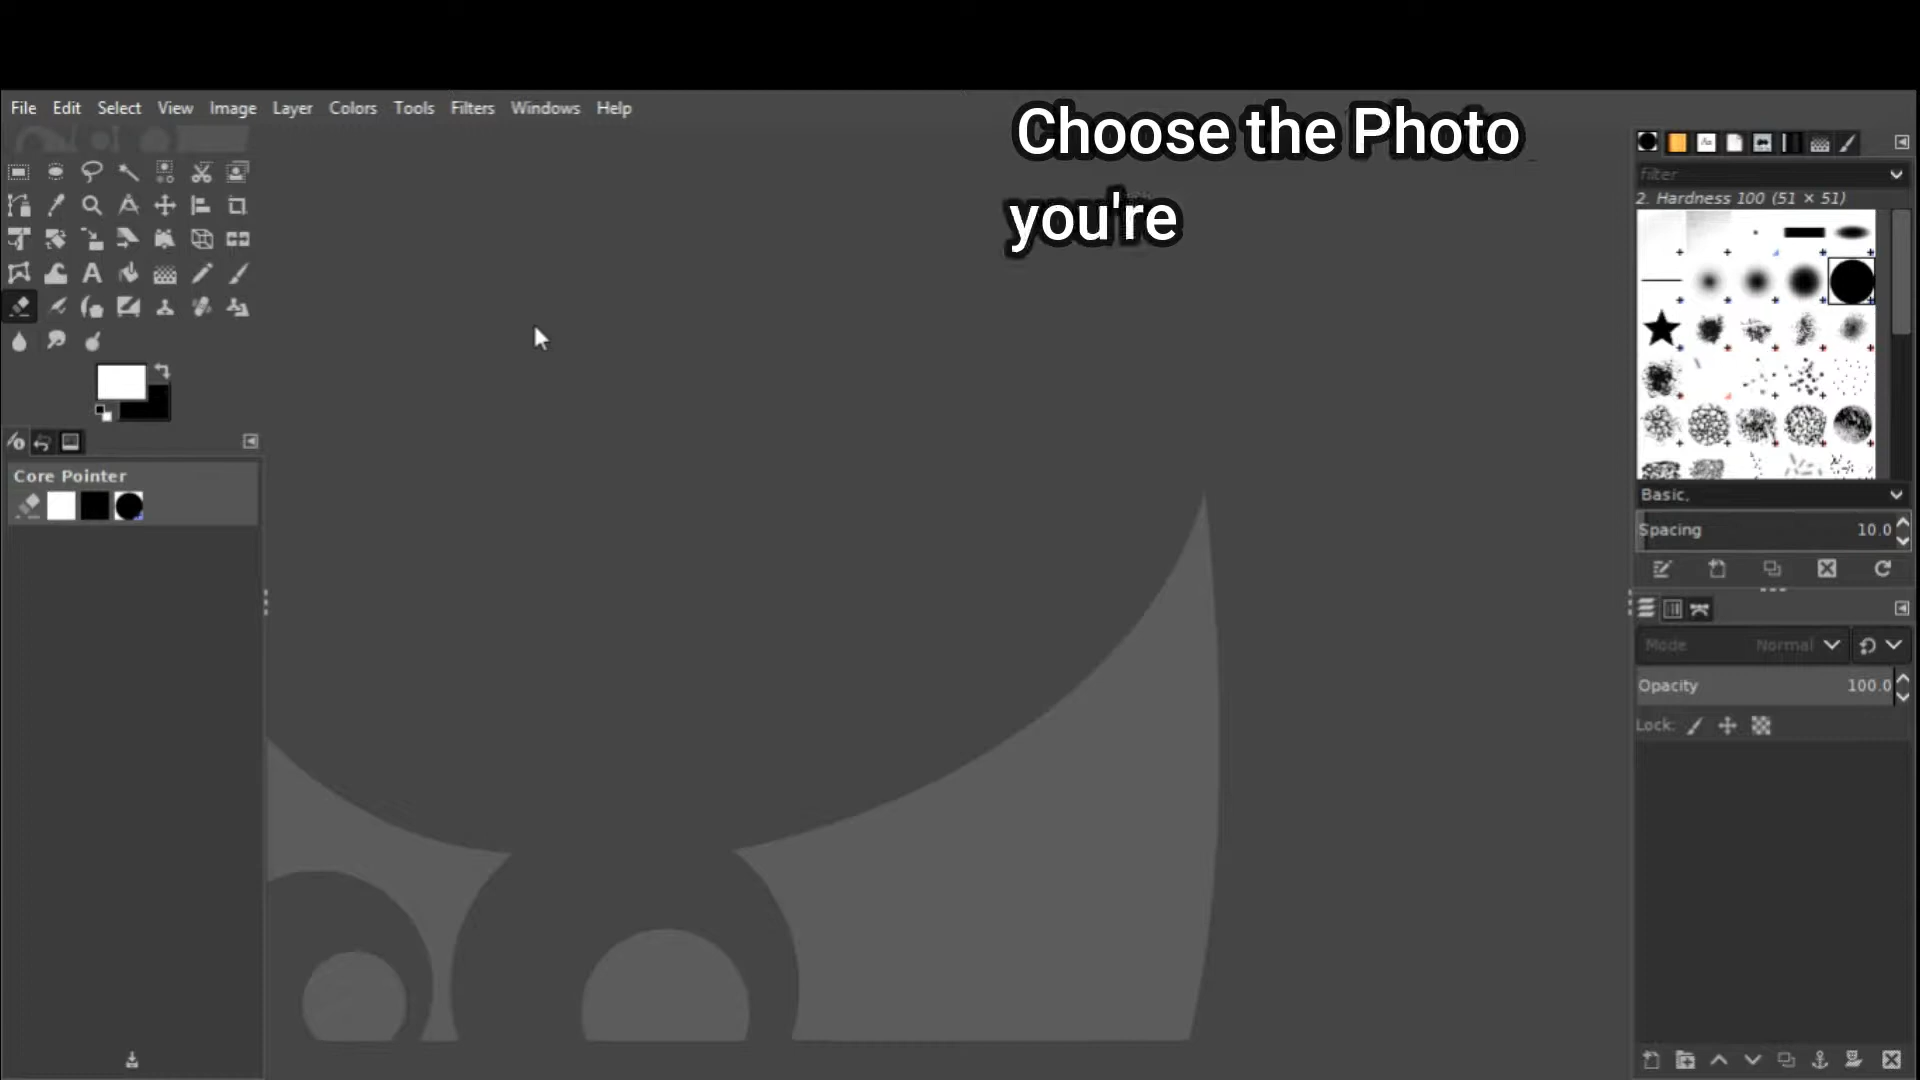 File Edit Select View Image Layer Colors Tools Filters Windows Help
Choose the Photo
you're
filter
2. Hardness 100 (51 × 51)
Core Pointer
Basic,
Spacing 10.0
Mode Normal
Opacity 100.0
Lock: